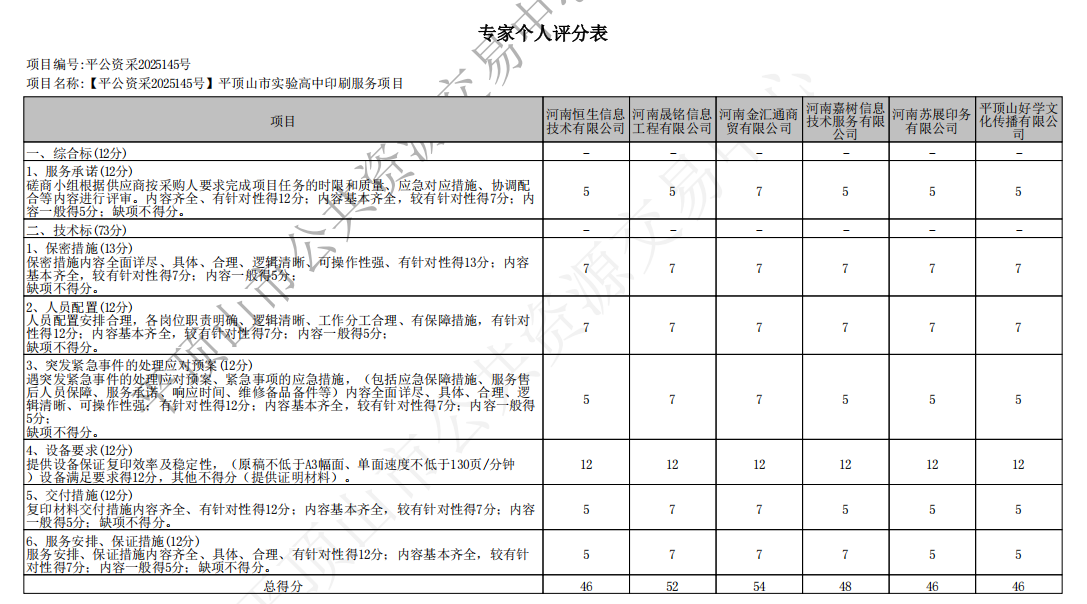 专家个人评分表
项目编号:平公资采2025145号
项目名称:【平公资采2025145号】平顶山市实验高中印刷服务项目
项目 河南恒生信息技术有限公司 河南晟铭信息工程有限公司 河南金汇通商贸有限公司 河南嘉树信息技术服务有限公司 河南苏展印务有限公司 平顶山好学文化传播有限公司
一、综合标(12分) － － － － － －
1、服务承诺(12分)
磋商小组根据供应商按采购人要求完成项目任务的时限和质量、应急对应措施、协调配
合等内容进行评审。内容齐全、有针对性得12分；内容基本齐全，较有针对性得7分；内
容一般得5分；缺项不得分。
5 5 7 5 5 5
二、技术标(73分) － － － － － －
1、保密措施(13分)
保密措施内容全面详尽、具体、合理、逻辑清晰、可操作性强、有针对性得13分；内容
基本齐全，较有针对性得7分；内容一般得5分；
缺项不得分。
7 7 7 7 7 7
2、人员配置(12分)
人员配置安排合理，各岗位职责明确、逻辑清晰、工作分工合理、有保障措施，有针对
性得12分；内容基本齐全，较有针对性得7分；内容一般得5分；
缺项不得分。
7 7 7 7 7 7
3、突发紧急事件的处理应对预案(12分)
遇突发紧急事件的处理应对预案、紧急事项的应急措施，（包括应急保障措施、服务售
后人员保障、服务承诺、响应时间、维修备品备件等）内容全面详尽、具体、合理、逻
辑清晰、可操作性强，有针对性得12分；内容基本齐全，较有针对性得7分；内容一般得
5分；
缺项不得分。
5 7 7 5 5 5
4、设备要求(12分)
提供设备保证复印效率及稳定性，（原稿不低于A3幅面、单面速度不低于130页/分钟
）设备满足要求得12分，其他不得分（提供证明材料）。
12 12 12 12 12 12
5、交付措施(12分)
复印材料交付措施内容齐全、有针对性得12分；内容基本齐全，较有针对性得7分；内容
一般得5分；缺项不得分。
5 7 7 5 5 5
6、服务安排、保证措施(12分)
服务安排、保证措施内容齐全、具体、合理、有针对性得12分；内容基本齐全，较有针
对性得7分；内容一般得5分；缺项不得分。
5 7 7 7 5 5
总得分 46 52 54 48 46 46
平顶山市公共资源交易中心
平顶山市公共资源交易中心